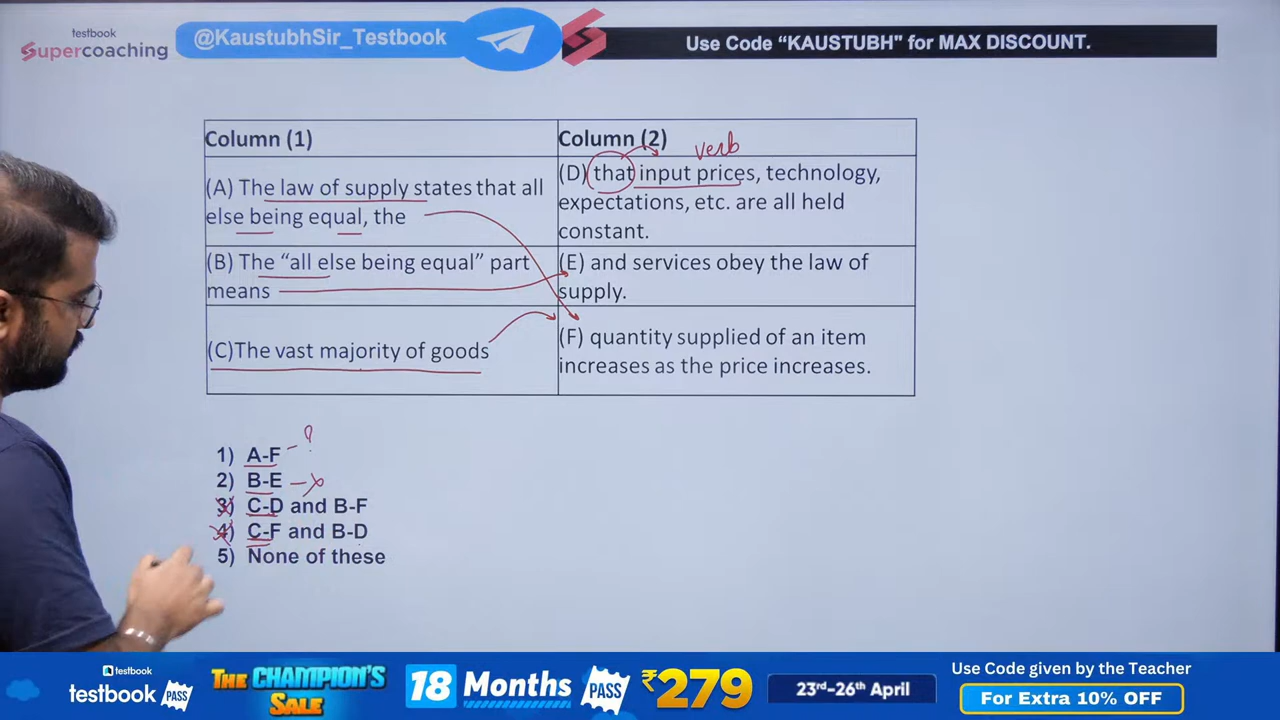 testbook
Supercoaching
@KaustubhSir_Testbook
Use Code “KAUSTUBH" for MAX DISCOUNT.
Column (1)
Column (2)
verb
(A) The law of supply states that all
else being equal, the
(D) that input prices, technology,
expectations, etc. are all held
constant.
(B) The “all else being equal” part
means
(E) and services obey the law of
supply.
(C)The vast majority of goods
(F) quantity supplied of an item
increases as the price increases.
1) A-F - ?
2) B-E - x
3) C-D and B-F
4) C-F and B-D
5) None of these
testbook
testbook PASS
THE CHAMPION'S
SALE
18 Months PASS ₹279
23rd-26th April
Use Code given by the Teacher
For Extra 10% OFF